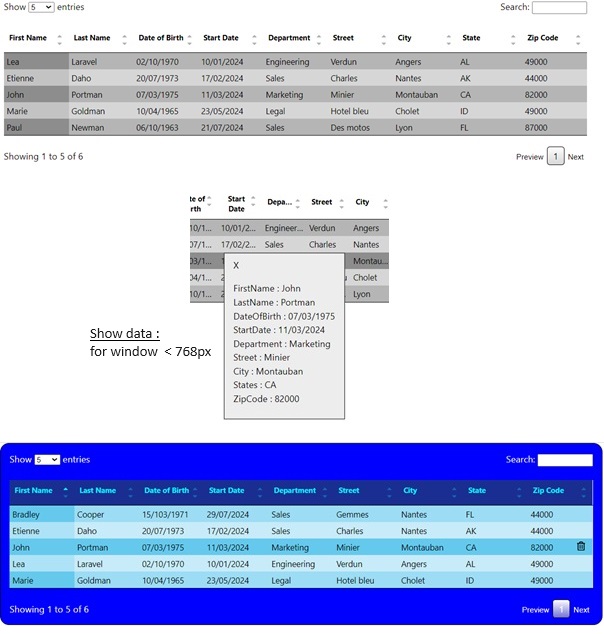 Show 5 entries Search:
First Name Last Name Date of Birth Start Date Department Street City State Zip Code
Lea Laravel 02/10/1970 10/01/2024 Engineering Verdun Angers AL 49000
Etienne Daho 20/07/1973 17/02/2024 Sales Charles Nantes AK 44000
John Portman 07/03/1975 11/03/2024 Marketing Minier Montauban CA 82000
Marie Goldman 10/04/1965 23/05/2024 Legal Hotel bleu Cholet ID 49000
Paul Newman 06/10/1963 21/07/2024 Sales Des motos Lyon FL 87000
Showing 1 to 5 of 6 Preview 1 Next
te of Start Depa... Street City
rth Date
10/1... 10/01/2... Engineer... Verdun Angers
07/1... 17/02/2... Sales Charles Nantes
03/1... 1 Montau...
04/1... 2 u Cholet
10/1... 2 Lyon
X
FirstName : John
LastName : Portman
DateOfBirth : 07/03/1975
StartDate : 11/03/2024
Department : Marketing
Street : Minier
City : Montauban
States : CA
ZipCode : 82000
Show data :
for window < 768px
Show 5 entries Search:
First Name Last Name Date of Birth Start Date Department Street City State Zip Code
Bradley Cooper 15/103/1971 29/07/2024 Sales Gemmes Nantes FL 44000
Etienne Daho 20/07/1973 17/02/2024 Sales Charles Nantes AK 44000
John Portman 07/03/1975 11/03/2024 Marketing Minier Montauban CA 82000
Lea Laravel 02/10/1970 10/01/2024 Engineering Verdun Angers AL 49000
Marie Goldman 10/04/1965 23/05/2024 Legal Hotel bleu Cholet ID 49000
Showing 1 to 5 of 6 Preview 1 Next